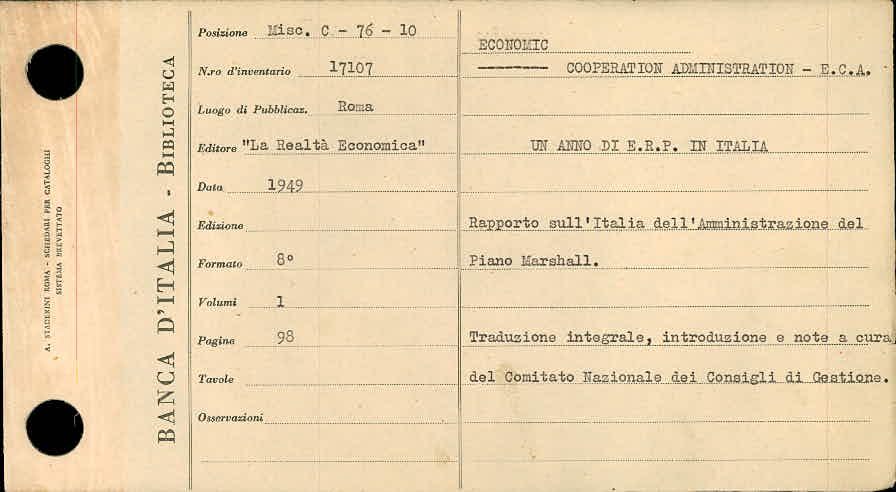 A. STADERINI ROMA - SCHEDARI PER CATALOGHI
SISTEMA BREVETTATO
BANCA D'ITALIA - BIBLIOTECA
Posizione Misc. C - 76 - 10
N.ro d'inventario 17107
Luogo di Pubblicaz. Roma
Editore "La Realtà Economica"
Data 1949
Edizione
Formato 8°
Volumi 1
Pagine 98
Tavole
Osservazioni
ECONOMIC
-------- COOPERATION ADMINISTRATION - E.C.A.
UN ANNO DI E.R.P. IN ITALIA
Rapporto sull'Italia dell'Amministrazione del
Piano Marshall.
Traduzione integrale, introduzione e note a cura
del Comitato Nazionale dei Consigli di Gestione.